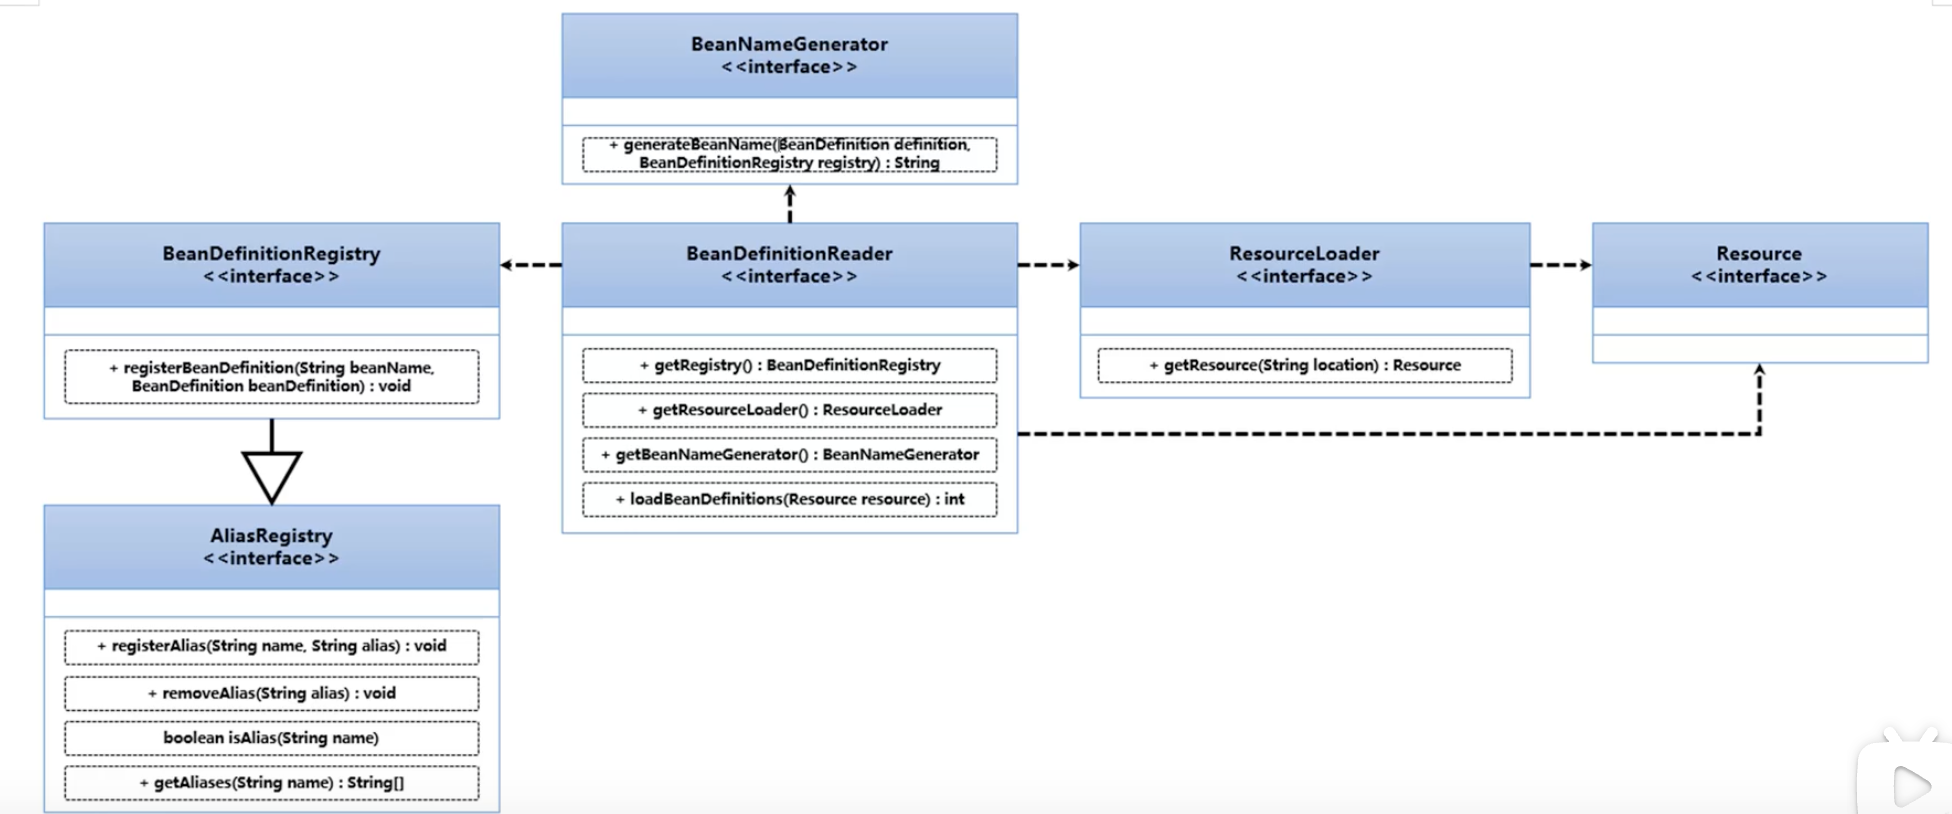 BeanNameGenerator
<<interface>>
+ generateBeanName(BeanDefinition definition,
BeanDefinitionRegistry registry) : String
BeanDefinitionRegistry
<<interface>>
+ registerBeanDefinition(String beanName,
BeanDefinition beanDefinition) : void
BeanDefinitionReader
<<interface>>
+ getRegistry() : BeanDefinitionRegistry
+ getResourceLoader() : ResourceLoader
+ getBeanNameGenerator() : BeanNameGenerator
+ loadBeanDefinitions(Resource resource) : int
ResourceLoader
<<interface>>
+ getResource(String location) : Resource
Resource
<<interface>>
AliasRegistry
<<interface>>
+ registerAlias(String name, String alias) : void
+ removeAlias(String alias) : void
boolean isAlias(String name)
+ getAliases(String name) : String[]